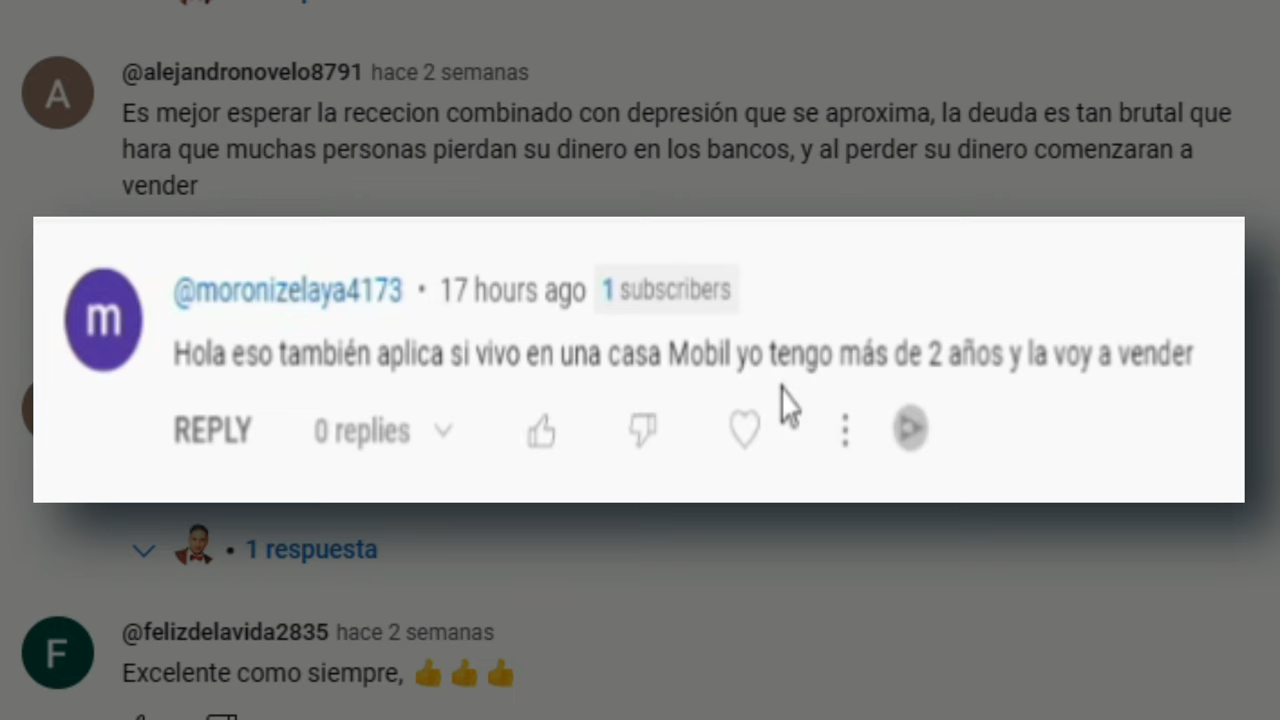 A
@alejandronovelo8791 hace 2 semanas
Es mejor esperar la rececion combinado con depresión que se aproxima, la deuda es tan brutal que
hara que muchas personas pierdan su dinero en los bancos, y al perder su dinero comenzaran a
vender
m
@moronizelaya4173 • 17 hours ago 1 subscribers
Hola eso también aplica si vivo en una casa Mobil yo tengo más de 2 años y la voy a vender
REPLY 0 replies
• 1 respuesta
F
@felizdelavida2835 hace 2 semanas
Excelente como siempre, 👍👍👍